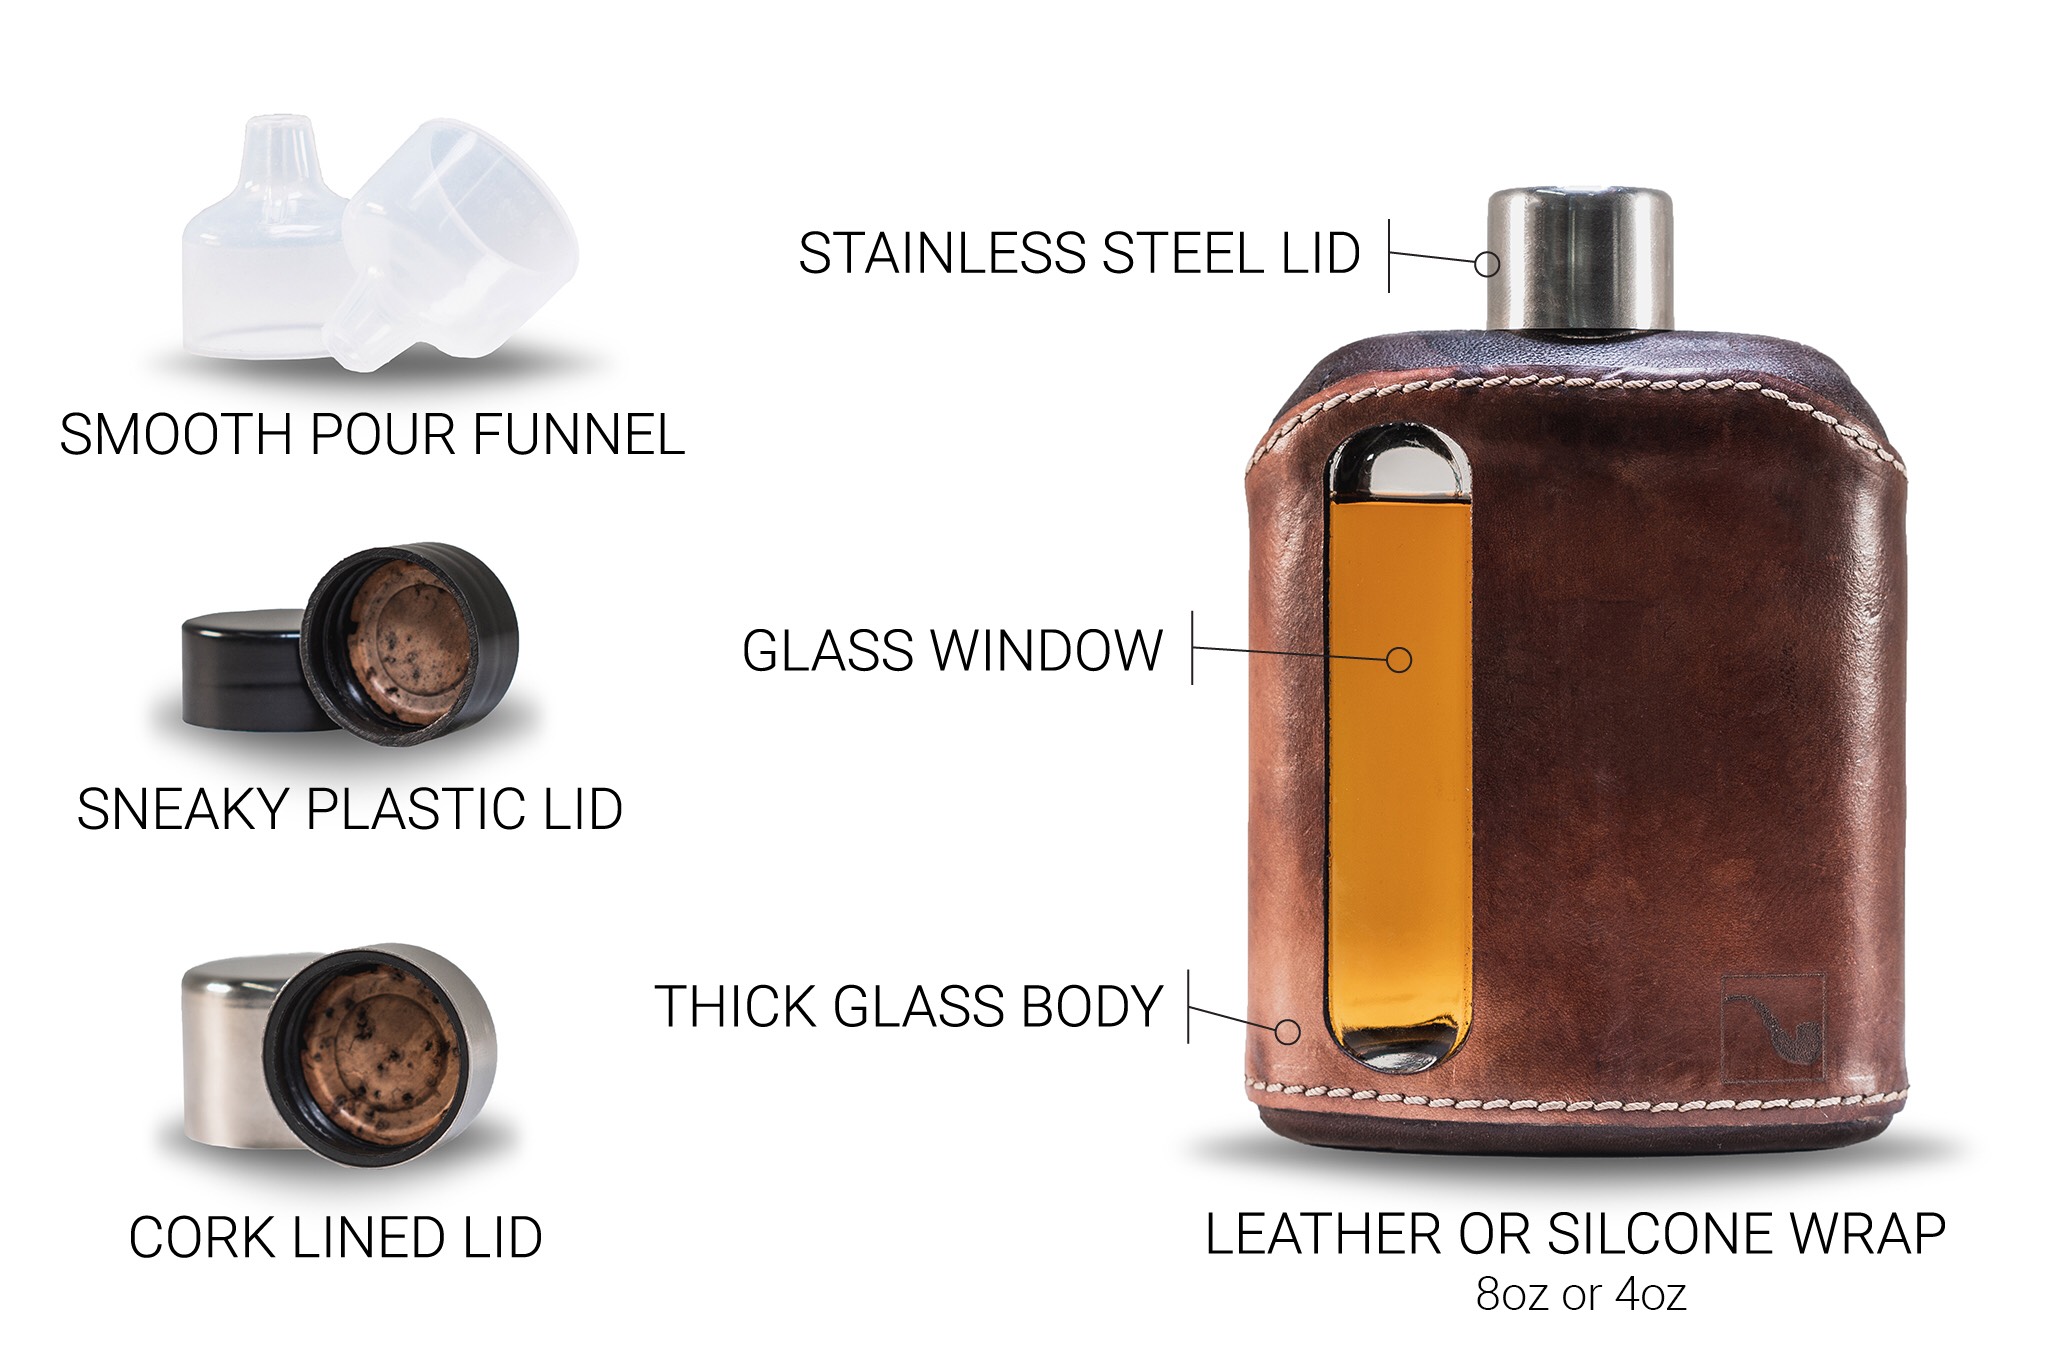 STAINLESS STEEL LID
SMOOTH POUR FUNNEL
GLASS WINDOW
SNEAKY PLASTIC LID
THICK GLASS BODY
CORK LINED LID
LEATHER OR SILCONE WRAP
8oz or 4oz